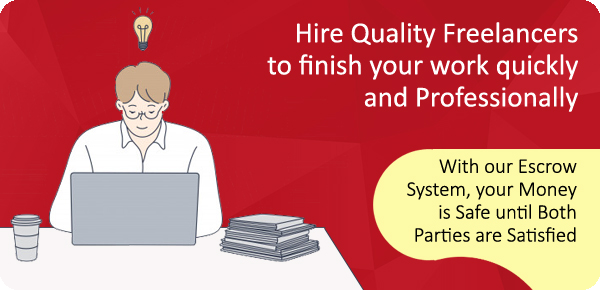 Hire Quality Freelancers
to finish your work quickly
and Professionally
With our Escrow
System, your Money
is Safe until Both
Parties are Satisfied